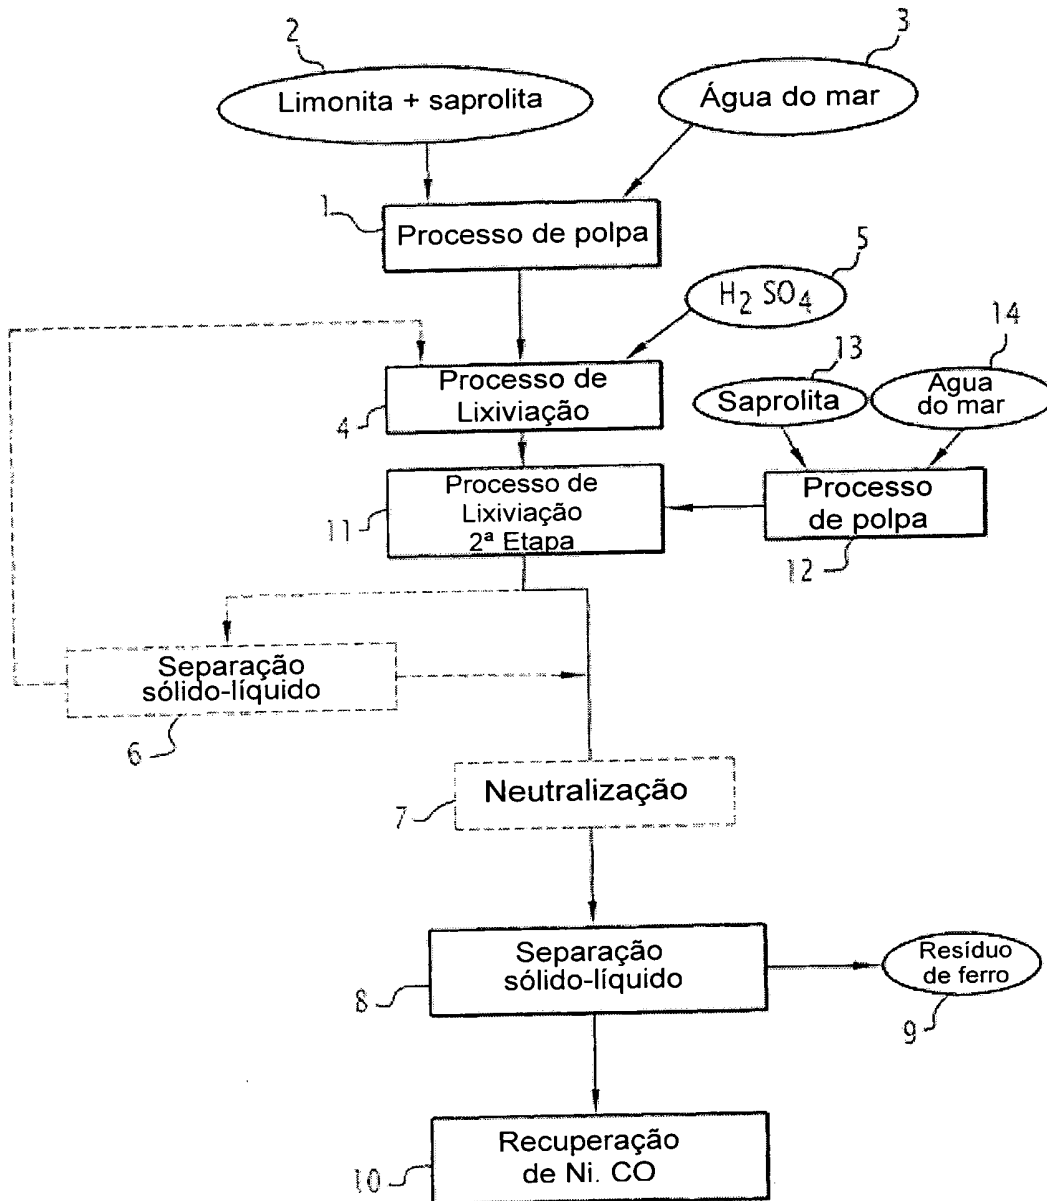 2
3
Limonita + saprolita
Água do mar
1
Processo de polpa
5
H2 SO4
14
13
Processo de
Lixiviação
4
Saprolita
Agua
do mar
Processo de
Lixiviação
2ª Etapa
11
Processo
de polpa
12
Separação
sólido-líquido
6
Neutralização
7
Separação
sólido-líquido
8
Resíduo
de ferro
9
Recuperação
de Ni. CO
10